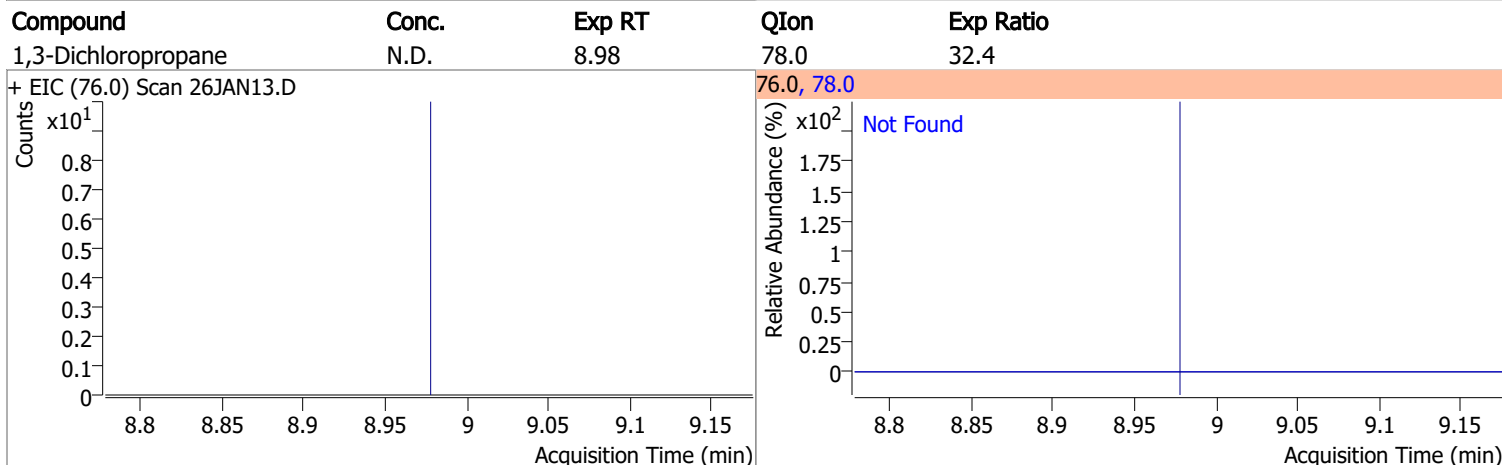 Compound Conc. Exp RT QIon Exp Ratio
1,3-Dichloropropane N.D. 8.98 78.0 32.4
+ EIC (76.0) Scan 26JAN13.D
Counts
x10¹
0.8
0.7
0.6
0.5
0.4
0.3
0.2
0.1
0
8.8 8.85 8.9 8.95 9 9.05 9.1 9.15
Acquisition Time (min)
76.0, 78.0
Relative Abundance (%)
x10²
Not Found
1.75
1.5
1.25
1
0.75
0.5
0.25
0
8.8 8.85 8.9 8.95 9 9.05 9.1 9.15
Acquisition Time (min)